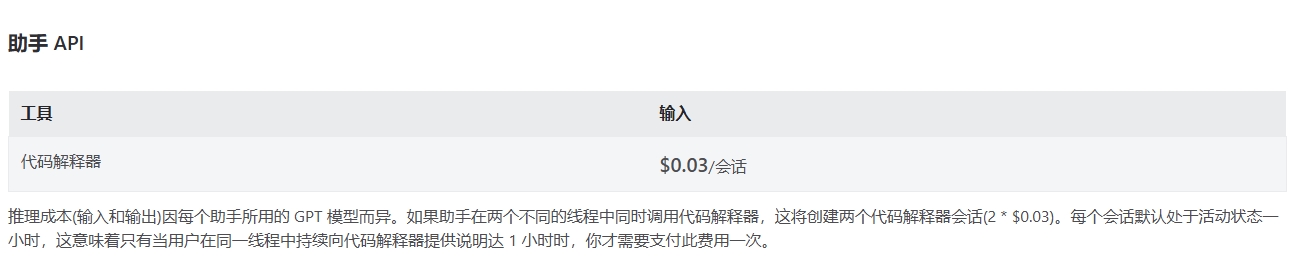 助手 API
工具 输入
代码解释器 $0.03/会话
推理成本(输入和输出)因每个助手所用的 GPT 模型而异。如果助手在两个不同的线程中同时调用代码解释器，这将创建两个代码解释器会话(2 * $0.03)。每个会话默认处于活动状态一
小时，这意味着只有当用户在同一线程中持续向代码解释器提供说明达 1 小时时，你才需要支付此费用一次。